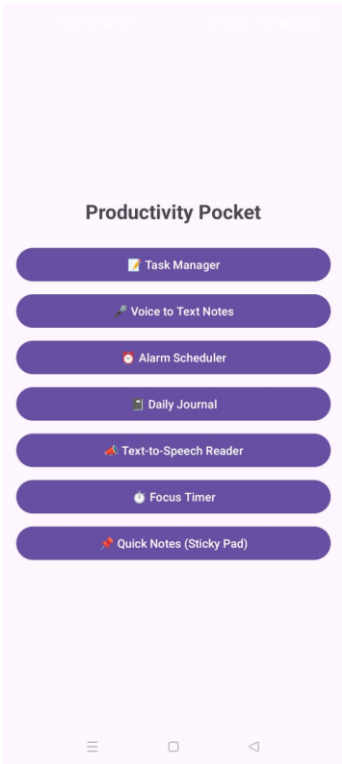 Productivity Pocket
📝 Task Manager
🎤 Voice to Text Notes
⏰ Alarm Scheduler
📓 Daily Journal
📣 Text-to-Speech Reader
⏱️ Focus Timer
📌 Quick Notes (Sticky Pad)